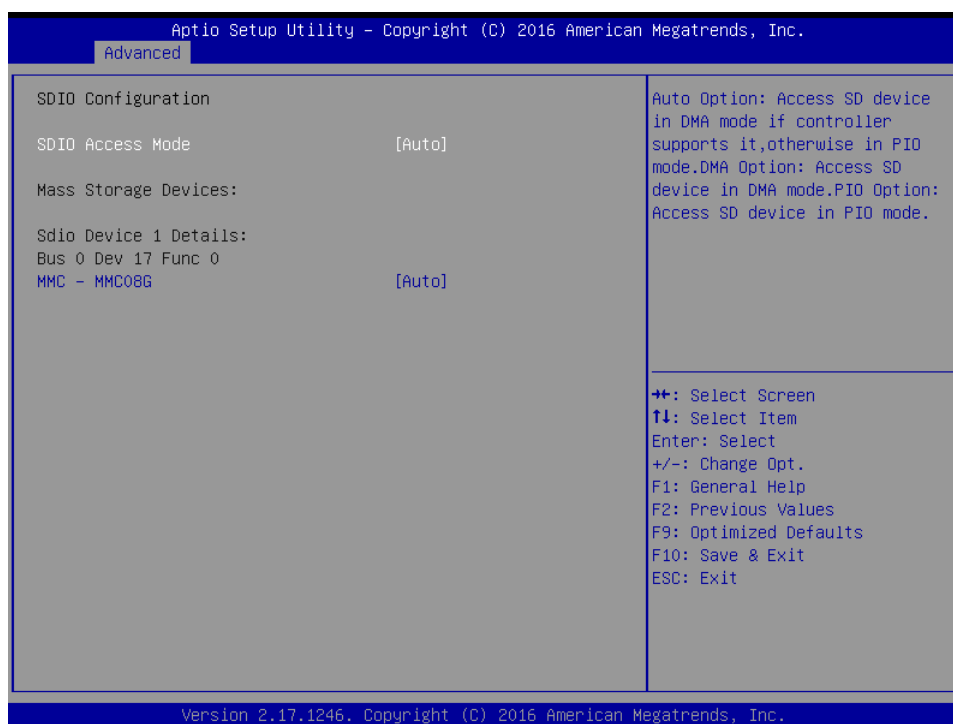 Aptio Setup Utility – Copyright (C) 2016 American Megatrends, Inc.
Advanced
SDIO Configuration
SDIO Access Mode [Auto]
Mass Storage Devices:
Sdio Device 1 Details:
Bus 0 Dev 17 Func 0
MMC – MMC08G [Auto]
Auto Option: Access SD device
in DMA mode if controller
supports it,otherwise in PIO
mode.DMA Option: Access SD
device in DMA mode.PIO Option:
Access SD device in PIO mode.
→←: Select Screen
↑↓: Select Item
Enter: Select
+/-: Change Opt.
F1: General Help
F2: Previous Values
F9: Optimized Defaults
F10: Save & Exit
ESC: Exit
Version 2.17.1246. Copyright (C) 2016 American Megatrends, Inc.